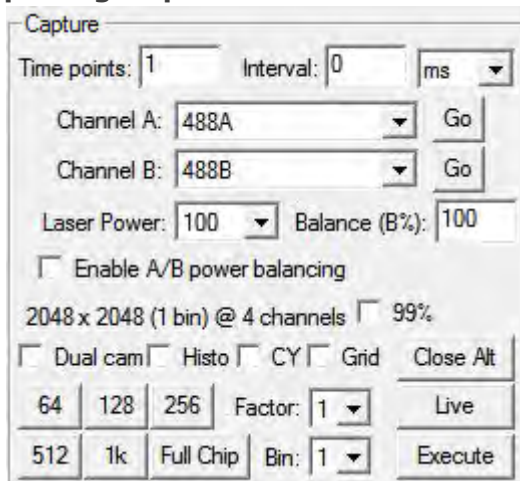 Capture
Time points: 1 Interval: 0 ms
Channel A: 488A Go
Channel B: 488B Go
Laser Power: 100 Balance (B%): 100
Enable A/B power balancing
2048 x 2048 (1 bin) @ 4 channels 99%
Dual cam Histo CY Grid Close Alt
64 128 256 Factor: 1 Live
512 1k Full Chip Bin: 1 Execute